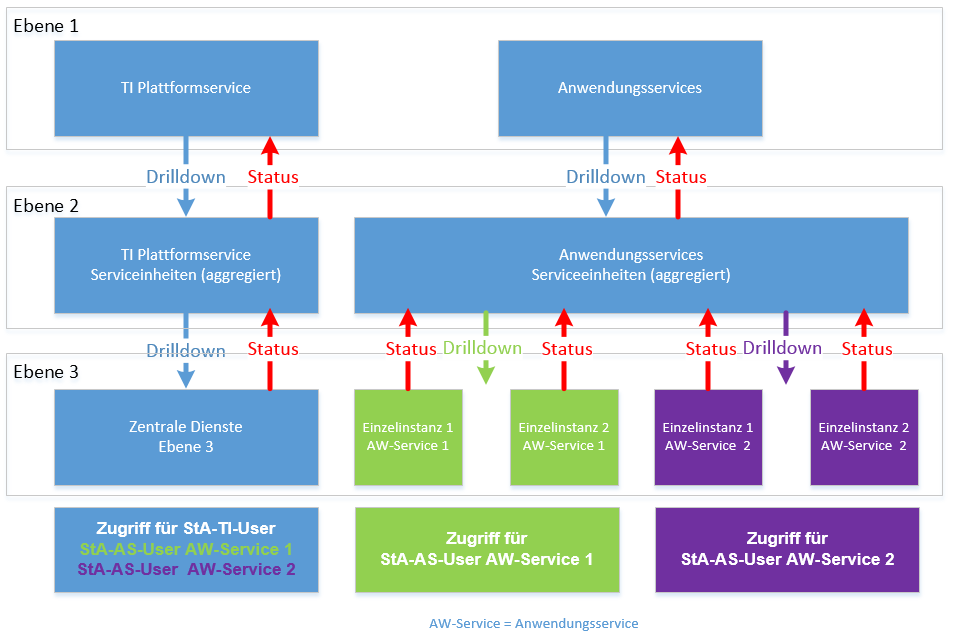 Ebene 1
TI Plattformservice
Anwendungsservices
Drilldown
Status
Drilldown
Status
Ebene 2
TI Plattformservice
Serviceinheiten (aggregiert)
Anwendungsservices
Serviceeinheiten (aggregiert)
Drilldown
Status
Status
Drilldown
Status
Status
Drilldown
Status
Ebene 3
Zentrale Dienste
Ebene 3
Einzelinstanz 1
AW-Service 1
Einzelinstanz 2
AW-Service 1
Einzelinstanz 1
AW-Service 2
Einzelinstanz 2
AW-Service 2
Zugriff für StA-TI-User
StA-AS-User AW-Service 1
StA-AS-User AW-Service 2
Zugriff für
StA-AS-User AW-Service 1
Zugriff für
StA-AS-User AW-Service 2
AW-Service = Anwendungsservice